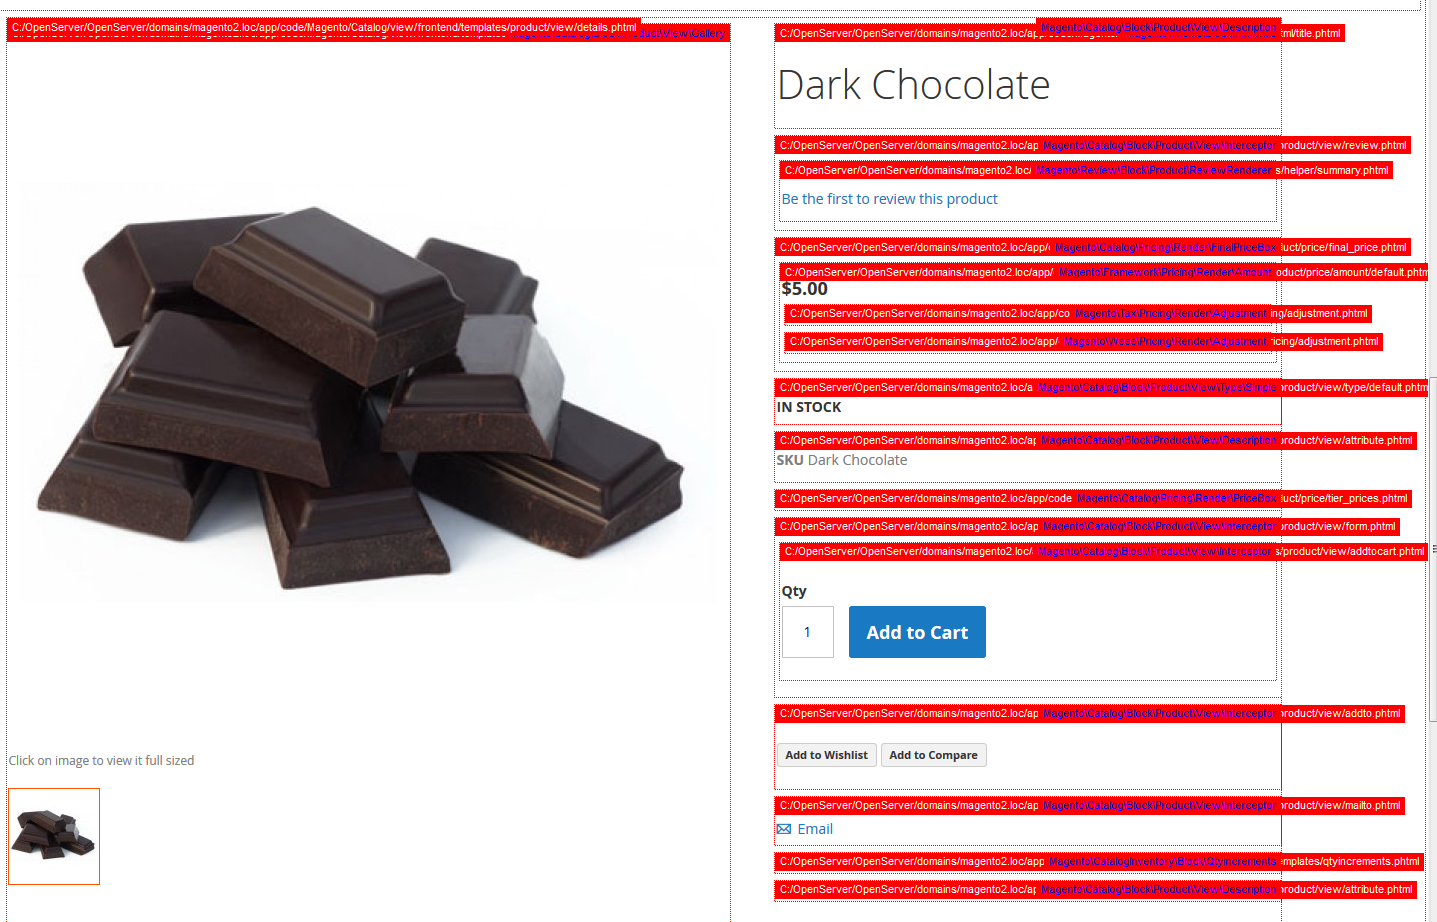 C:/OpenServer/OpenServer/domains/magento2.loc/app/code/Magento/Catalog/view/frontend/templates/product/view/details.phtml
duct\View\Gallery
Magento\Catalog\Block\Product\View\Description
C:/OpenServer/OpenServer/domains/magento2.loc/ap ml/title.phtml
Dark Chocolate
C:/OpenServer/OpenServer/domains/magento2.loc/ap Magento\Catalog\Block\Product\View\Interceptor product/view/review.phtml
C:/OpenServer/OpenServer/domains/magento2.loc/ Magento\Review\Block\Product\ReviewRenderer s/helper/summary.phtml
Be the first to review this product
C:/OpenServer/OpenServer/domains/magento2.loc/app/ Magento\Catalog\Pricing\Render\FinalPriceBox uct/price/final_price.phtml
C:/OpenServer/OpenServer/domains/magento2.loc/app/ Magento\Framework\Pricing\Render\Amount oduct/price/amount/default.phtm
$5.00
C:/OpenServer/OpenServer/domains/magento2.loc/app/co Magento\Tax\Pricing\Render\Adjustment ing/adjustment.phtml
C:/OpenServer/OpenServer/domains/magento2.loc/app/ Magento\Weee\Pricing\Render\Adjustment ricing/adjustment.phtml
C:/OpenServer/OpenServer/domains/magento2.loc/a Magento\Catalog\Block\Product\View\Type\Simple product/view/type/default.phtm
IN STOCK
C:/OpenServer/OpenServer/domains/magento2.loc/ap Magento\Catalog\Block\Product\View\Description product/view/attribute.phtml
SKU Dark Chocolate
C:/OpenServer/OpenServer/domains/magento2.loc/app/code Magento\Catalog\Pricing\Render\PriceBox uct/price/tier_prices.phtml
C:/OpenServer/OpenServer/domains/magento2.loc/ap Magento\Catalog\Block\Product\View\Interceptor product/view/form.phtml
C:/OpenServer/OpenServer/domains/magento2.loc/ Magento\Catalog\Block\Product\View\Interceptor s/product/view/addtocart.phtml
Qty
1 Add to Cart
C:/OpenServer/OpenServer/domains/magento2.loc/ap Magento\Catalog\Block\Product\View\Interceptor product/view/addto.phtml
Add to Wishlist Add to Compare
Click on image to view it full sized
C:/OpenServer/OpenServer/domains/magento2.loc/ap Magento\Catalog\Block\Product\View\Interceptor product/view/mailto.phtml
Email
C:/OpenServer/OpenServer/domains/magento2.loc/app Magento\CatalogInventory\Block\Qtyincrements mplates/qtyincrements.phtml
C:/OpenServer/OpenServer/domains/magento2.loc/ap Magento\Catalog\Block\Product\View\Description product/view/attribute.phtml